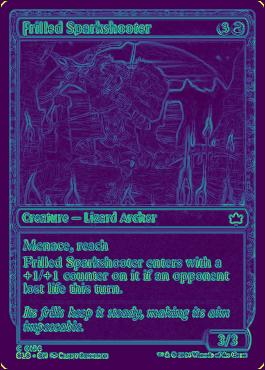 Frilled Sparkshooter 3
Creature — Lizard Archer
Menace, reach
Frilled Sparkshooter enters with a
+1/+1 counter on it if an opponent
lost life this turn.
Its frills keep it steady, making its aim
impeccable.
3/3